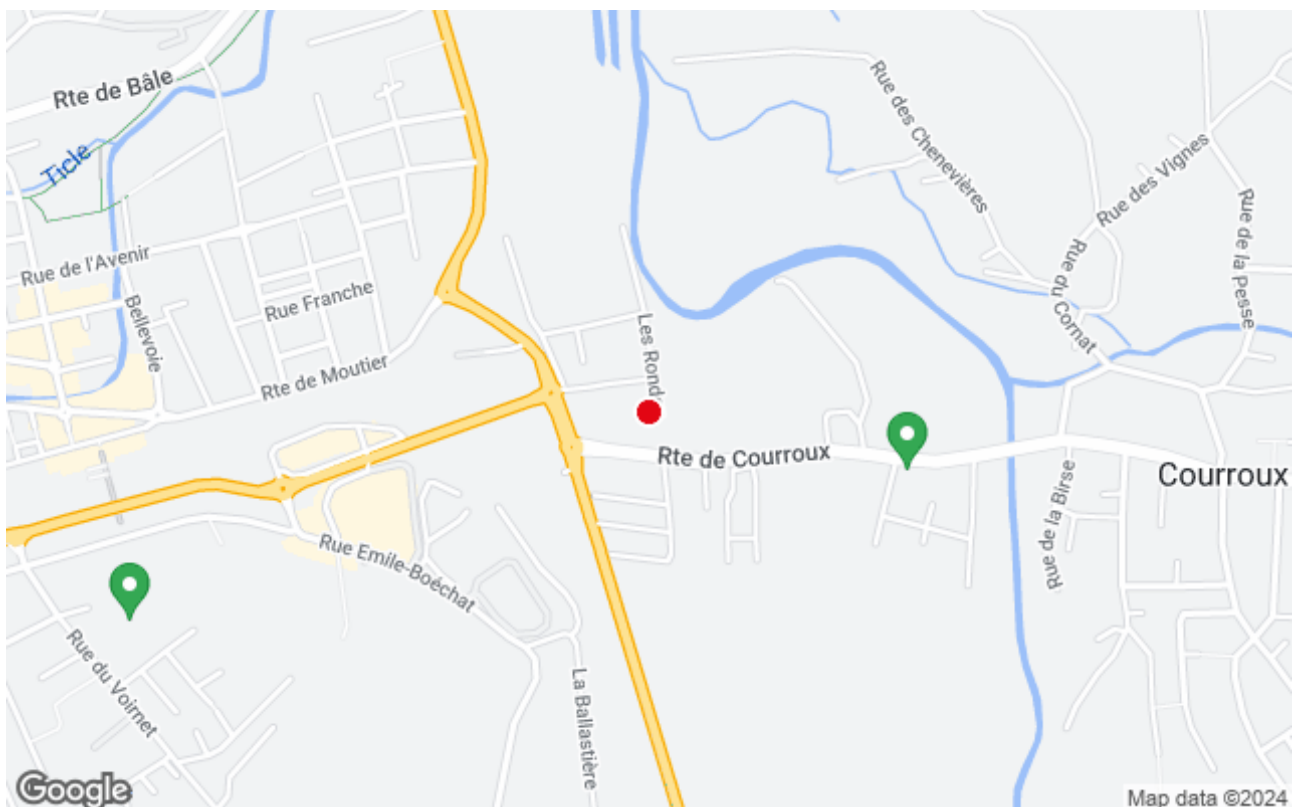 Rte de Bâle
Ticle
Rue des Chenevières
Rue des Vignes
Rue de la Pesse
Rue de l'Avenir
Rue du Cornat
Bellevoie
Rue Franche
Les Rond
Rte de Moutier
Rte de Courroux
Courroux
Rue de la Birse
Rue Emile-Boéchat
Rue du Voirnet
La Ballastière
Google
Map data ©2024